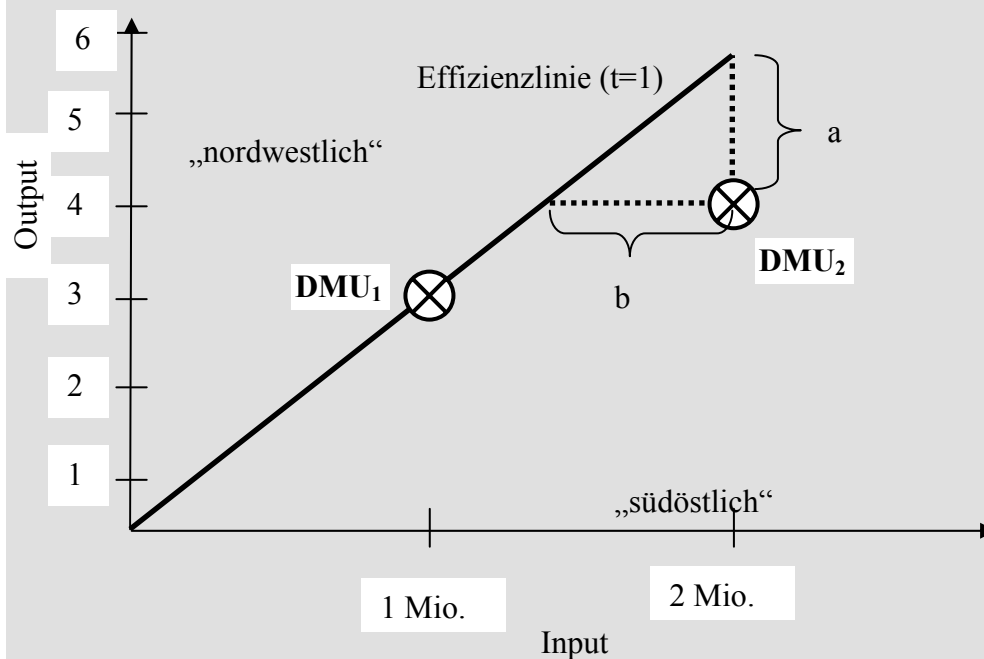 6
Effizienzlinie (t=1)
5
a
„nordwestlich“
Output
4
DMU₂
DMU₁
3
b
2
1
„südöstlich“
1 Mio.
2 Mio.
Input